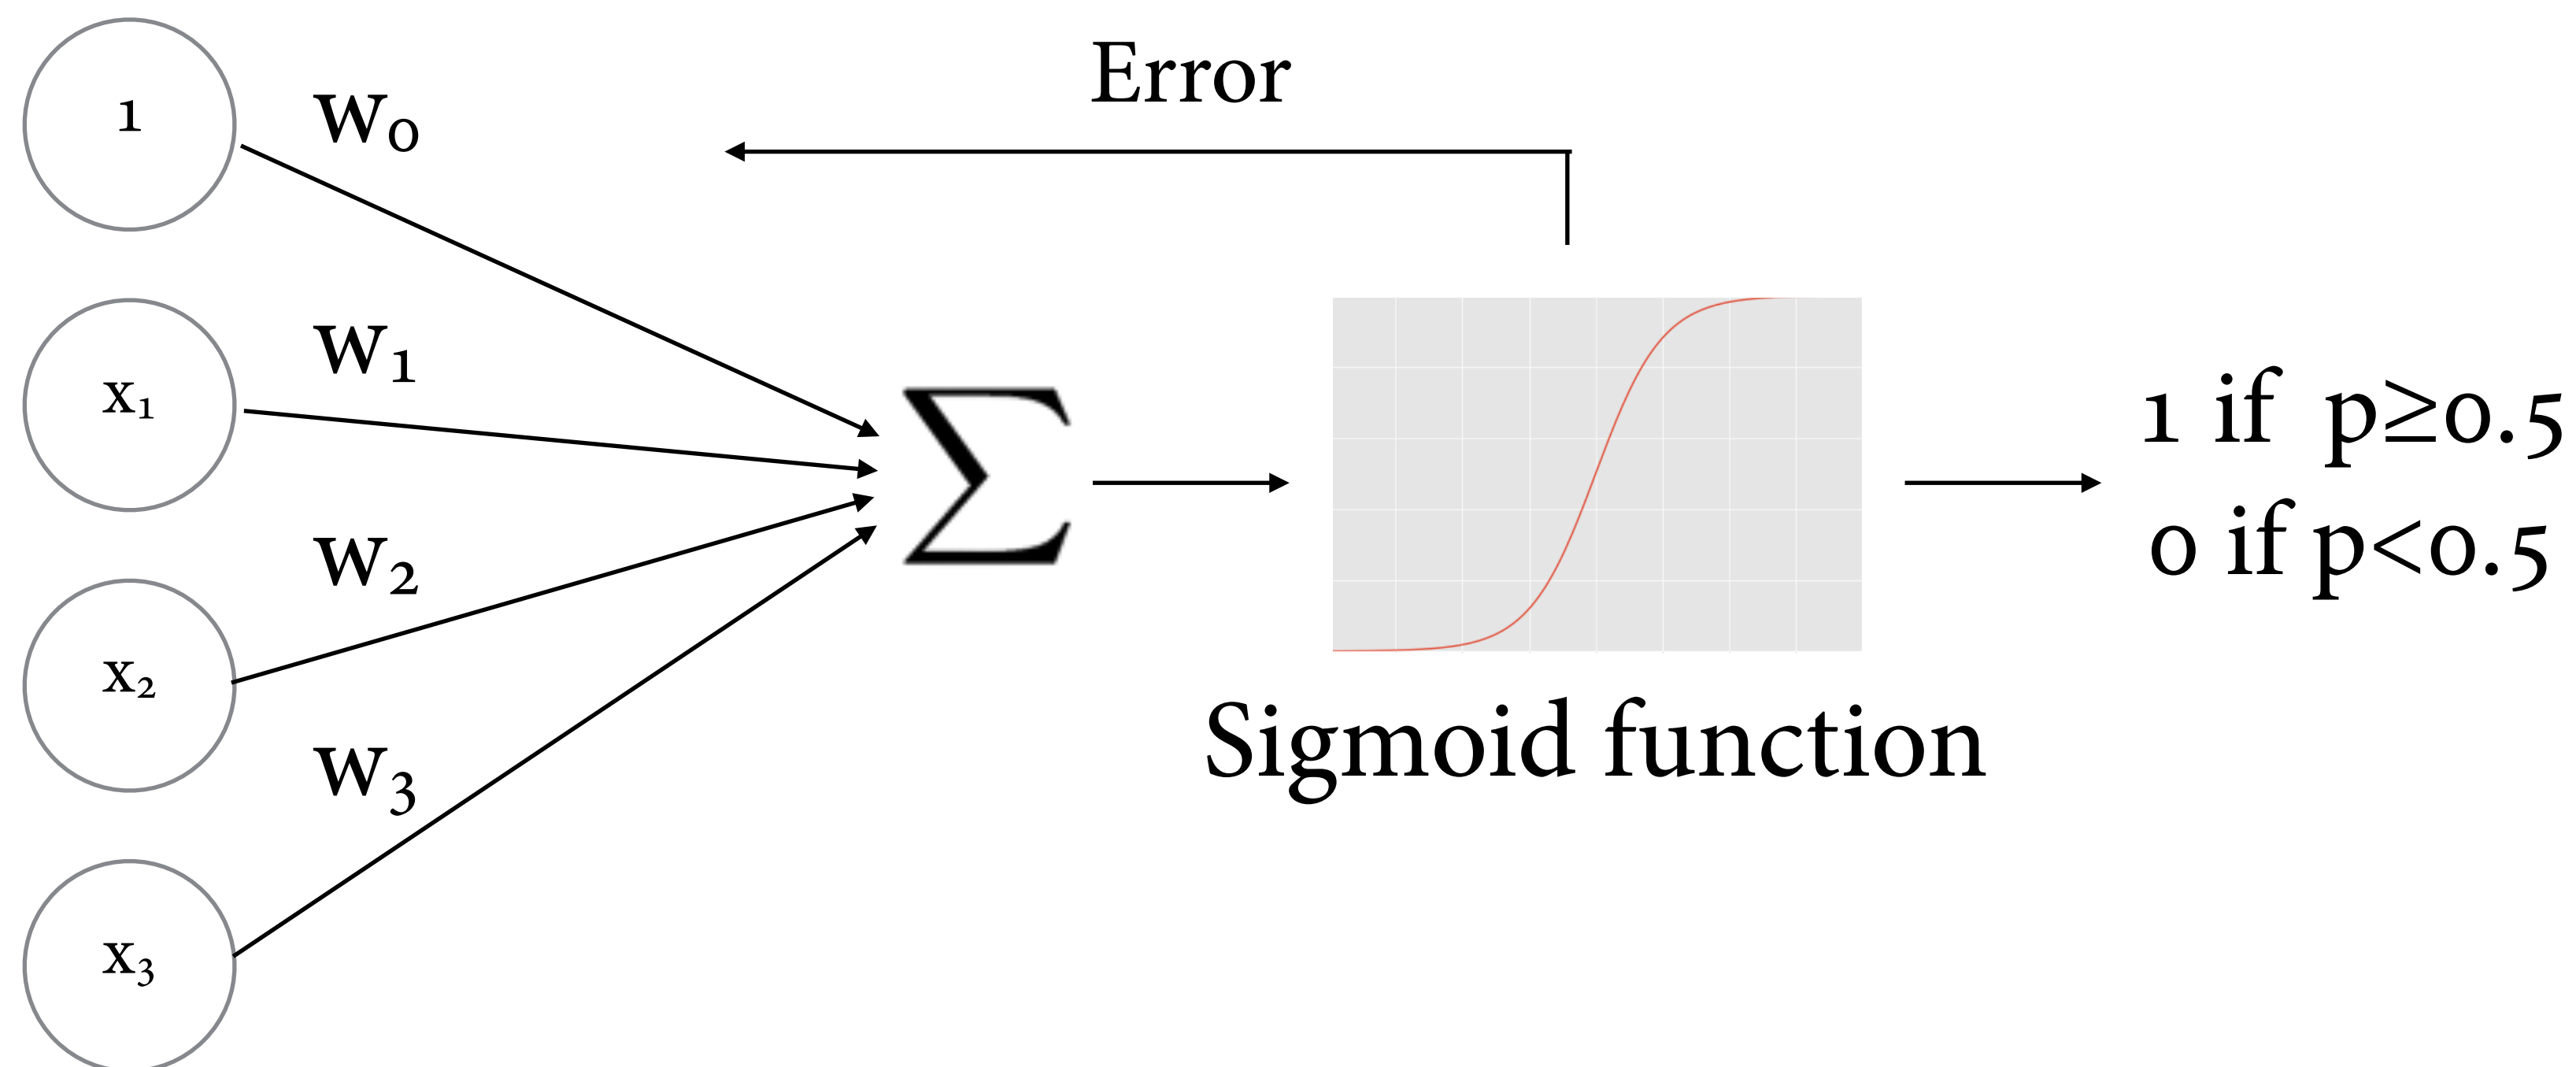 Error
1
w₀
x₁
w₁
x₂
w₂
x₃
w₃
∑
Sigmoid function
1 if p≥0.5
0 if p<0.5